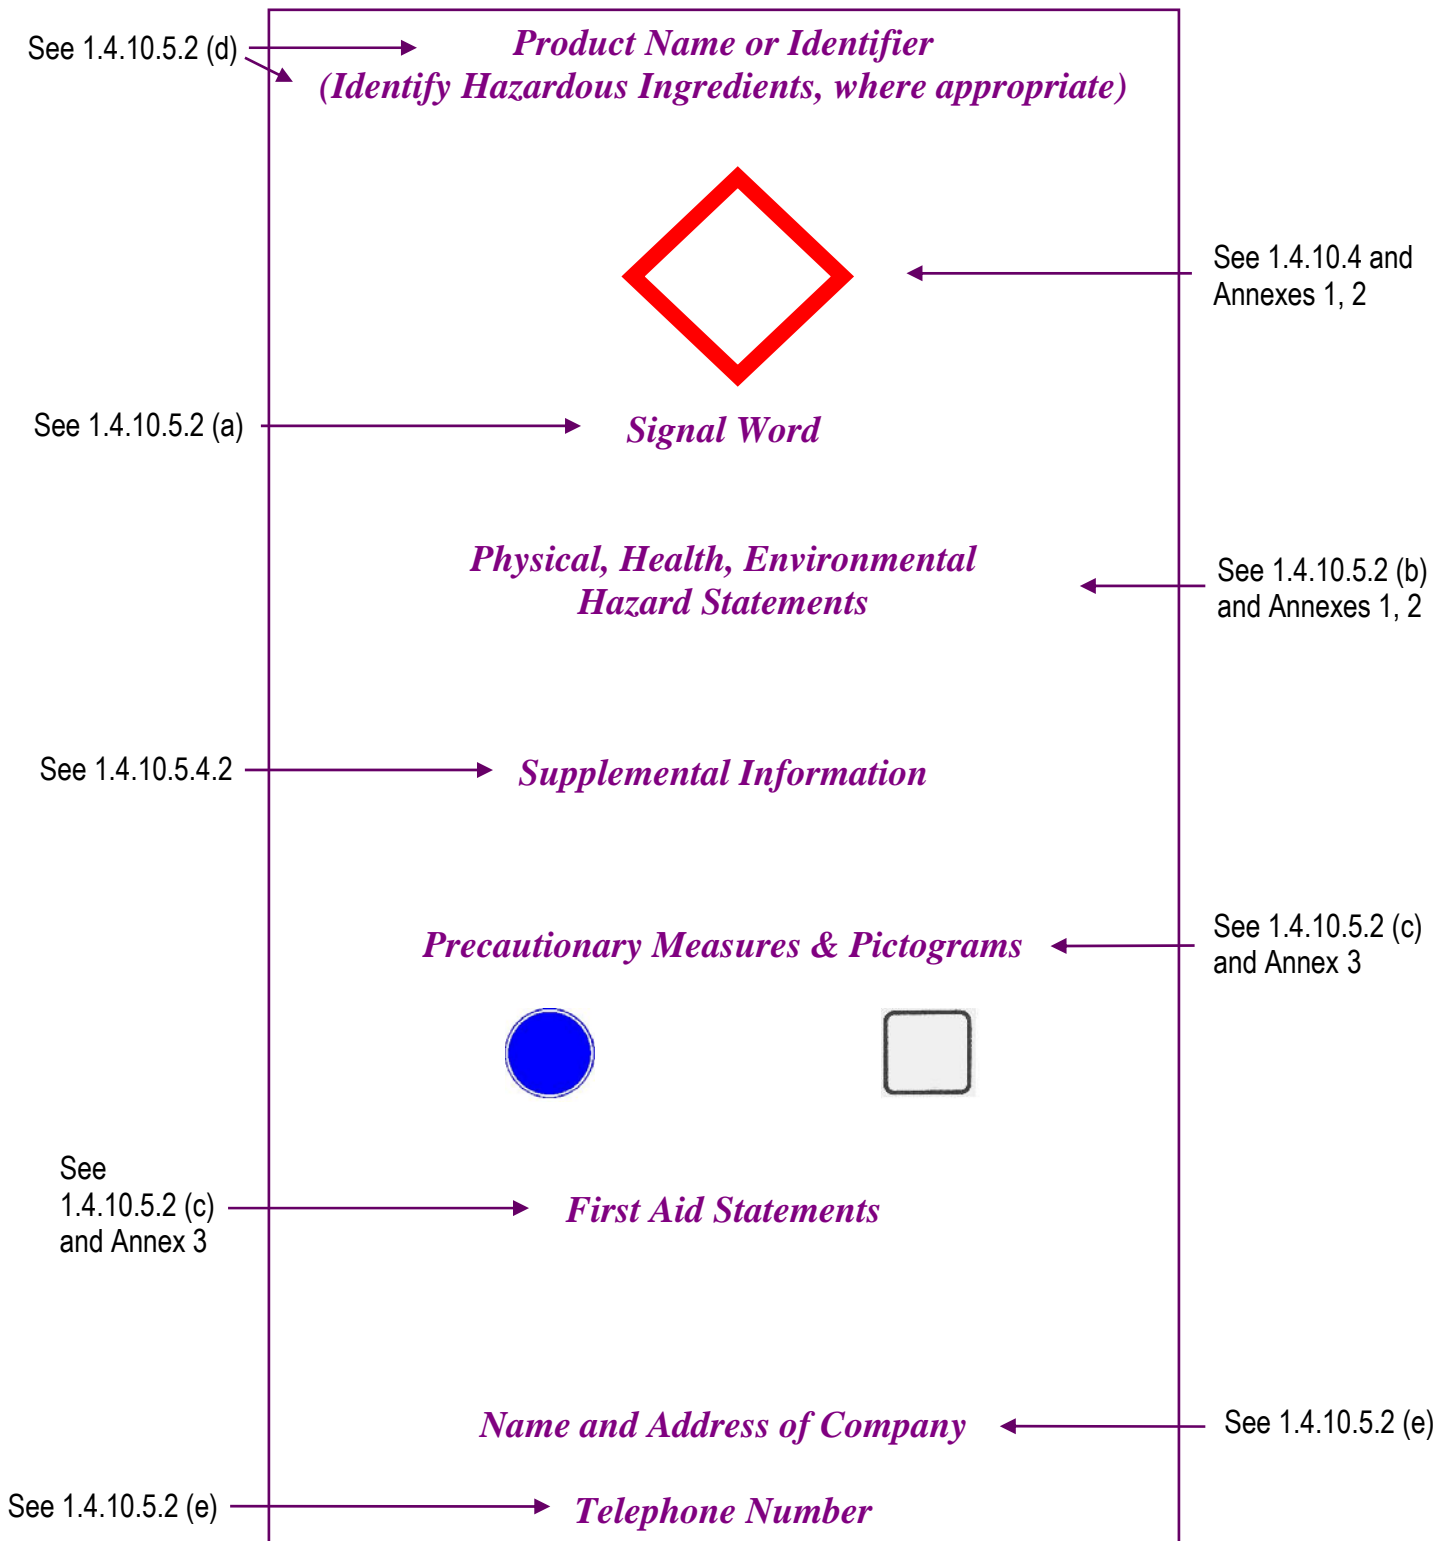 See 1.4.10.5.2 (d)
Product Name or Identifier
(Identify Hazardous Ingredients, where appropriate)
See 1.4.10.4 and
Annexes 1, 2
See 1.4.10.5.2 (a)
Signal Word
Physical, Health, Environmental
Hazard Statements
See 1.4.10.5.2 (b)
and Annexes 1, 2
See 1.4.10.5.4.2
Supplemental Information
Precautionary Measures & Pictograms
See 1.4.10.5.2 (c)
and Annex 3
See
1.4.10.5.2 (c)
and Annex 3
First Aid Statements
Name and Address of Company
See 1.4.10.5.2 (e)
See 1.4.10.5.2 (e)
Telephone Number